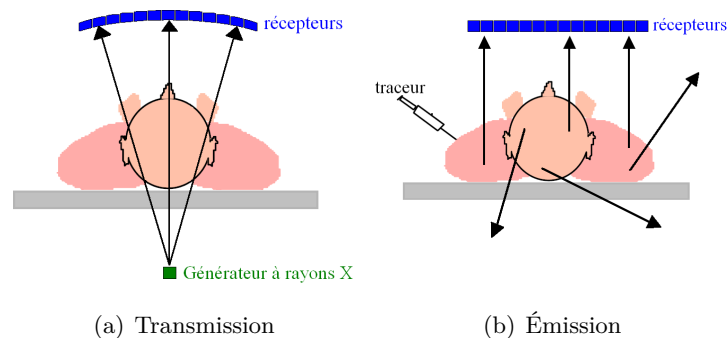 récepteurs
Générateur à rayons X
(a) Transmission
récepteurs
traceur
(b) Émission